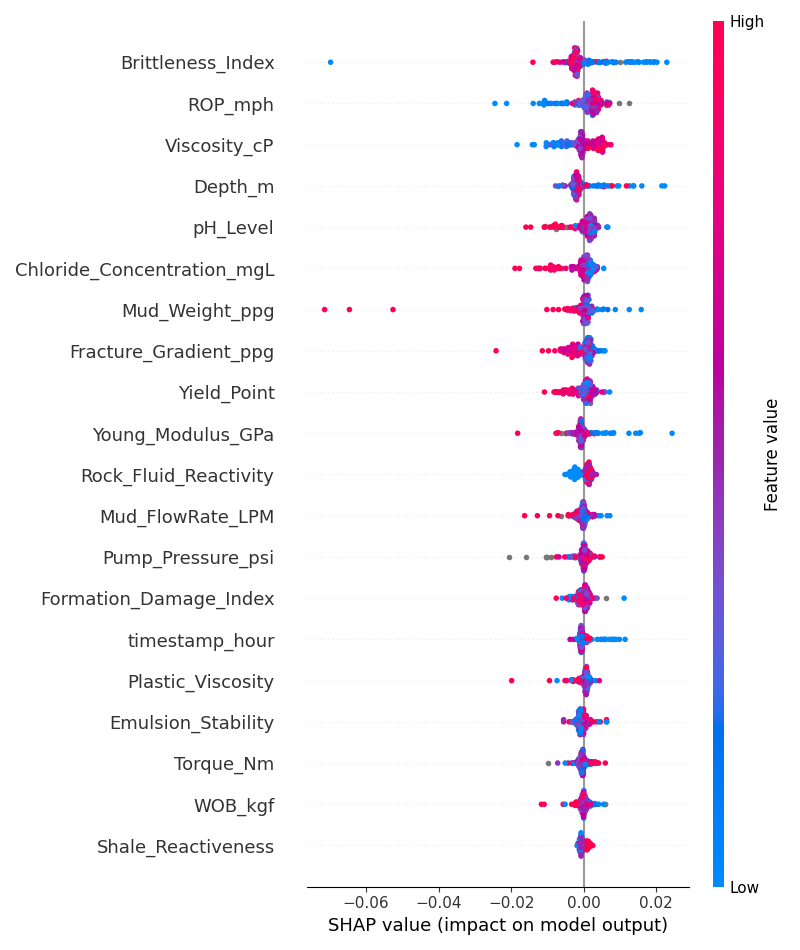 High
Brittleness_Index
ROP_mph
Viscosity_cP
Depth_m
pH_Level
Chloride_Concentration_mgL
Mud_Weight_ppg
Fracture_Gradient_ppg
Yield_Point
Young_Modulus_GPa
Rock_Fluid_Reactivity
Mud_FlowRate_LPM
Pump_Pressure_psi
Formation_Damage_Index
timestamp_hour
Plastic_Viscosity
Emulsion_Stability
Torque_Nm
WOB_kgf
Shale_Reactiveness
Feature value
Low
−0.06 −0.04 −0.02 0.00 0.02
SHAP value (impact on model output)